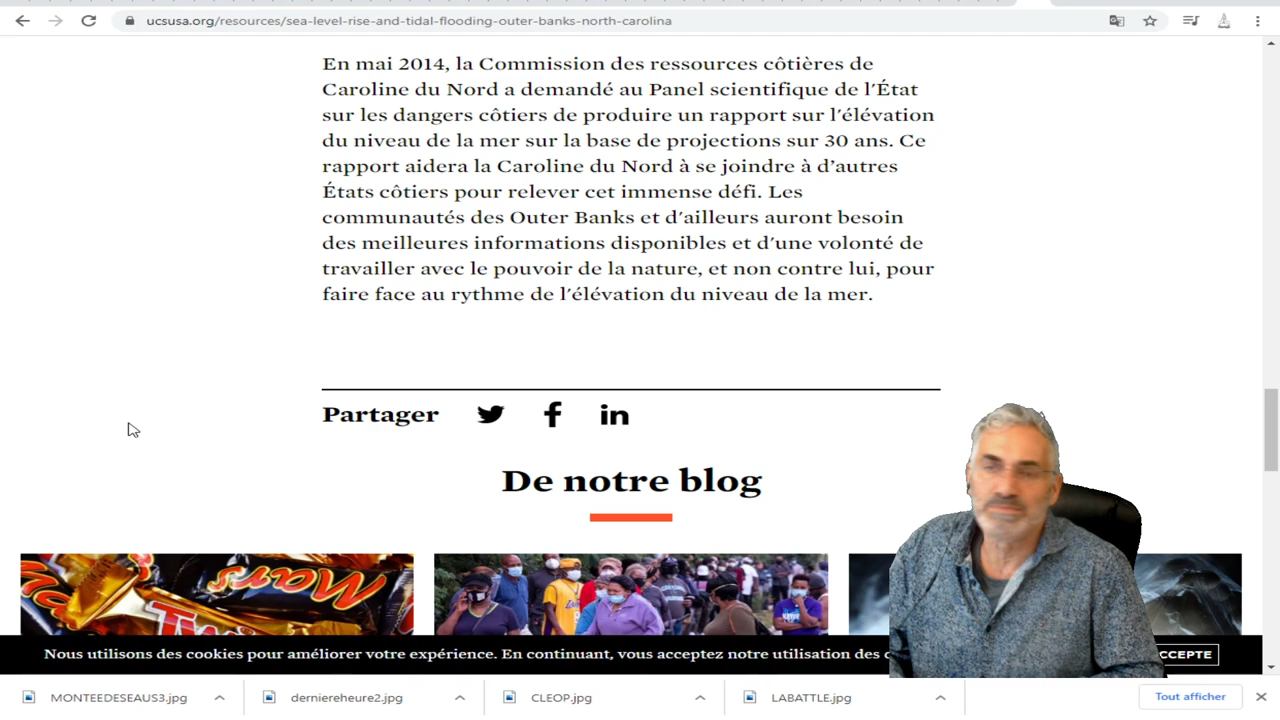 ucsusa.org/resources/sea-level-rise-and-tidal-flooding-outer-banks-north-carolina
En mai 2014, la Commission des ressources côtières de
Caroline du Nord a demandé au Panel scientifique de l'État
sur les dangers côtiers de produire un rapport sur l'élévation
du niveau de la mer sur la base de projections sur 30 ans. Ce
rapport aidera la Caroline du Nord à se joindre à d’autres
États côtiers pour relever cet immense défi. Les
communautés des Outer Banks et d'ailleurs auront besoin
des meilleures informations disponibles et d'une volonté de
travailler avec le pouvoir de la nature, et non contre lui, pour
faire face au rythme de l'élévation du niveau de la mer.
Partager
De notre blog
Mars
Nous utilisons des cookies pour améliorer votre expérience. En continuant, vous acceptez notre utilisation des
CCEPTE
MONTEEDESEAUS3.jpg
derniereheure2.jpg
CLEOP.jpg
LABATTLE.jpg
Tout afficher